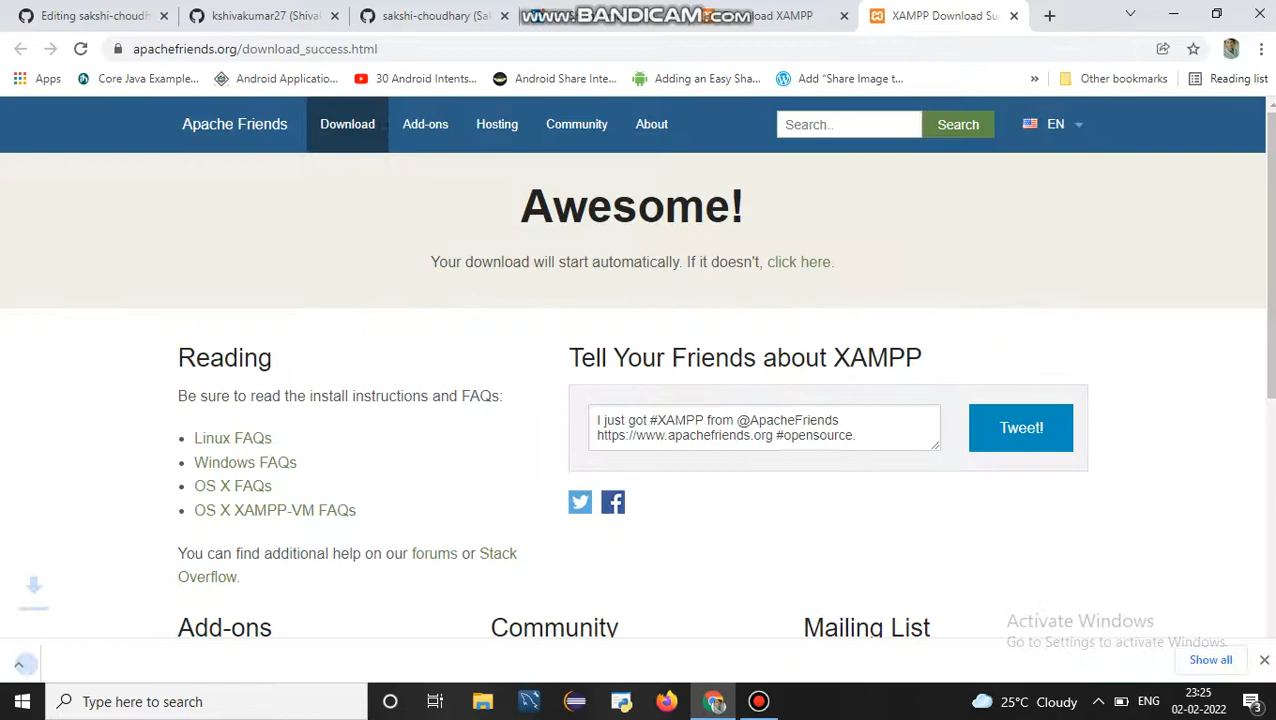 Editing sakshi-choudh
kshivakumar27 (Shiva
sakshi-choudhary (Sak
WWW.BANDICAM.COM
load XAMPP
XAMPP Download Su
apachefriends.org/download_success.html
Apps
Core Java Example...
Android Applicatio...
30 Android Intents...
Android Share Inte...
Adding an Easy Sha...
Add “Share Image t...
»
Other bookmarks
Reading list
Apache Friends
Download
Add-ons
Hosting
Community
About
Search..
Search
EN
Awesome!
Your download will start automatically. If it doesn't, click here.
Reading
Be sure to read the install instructions and FAQs:
• Linux FAQs
• Windows FAQs
• OS X FAQs
• OS X XAMPP-VM FAQs
You can find additional help on our forums or Stack
Overflow.
Tell Your Friends about XAMPP
I just got #XAMPP from @ApacheFriends
https://www.apachefriends.org #opensource.
Tweet!
Add-ons
Community
Mailing List
Activate Windows
Go to Settings to activate Windows.
Show all
Type here to search
25°C Cloudy
ENG
23:25
02-02-2022
3